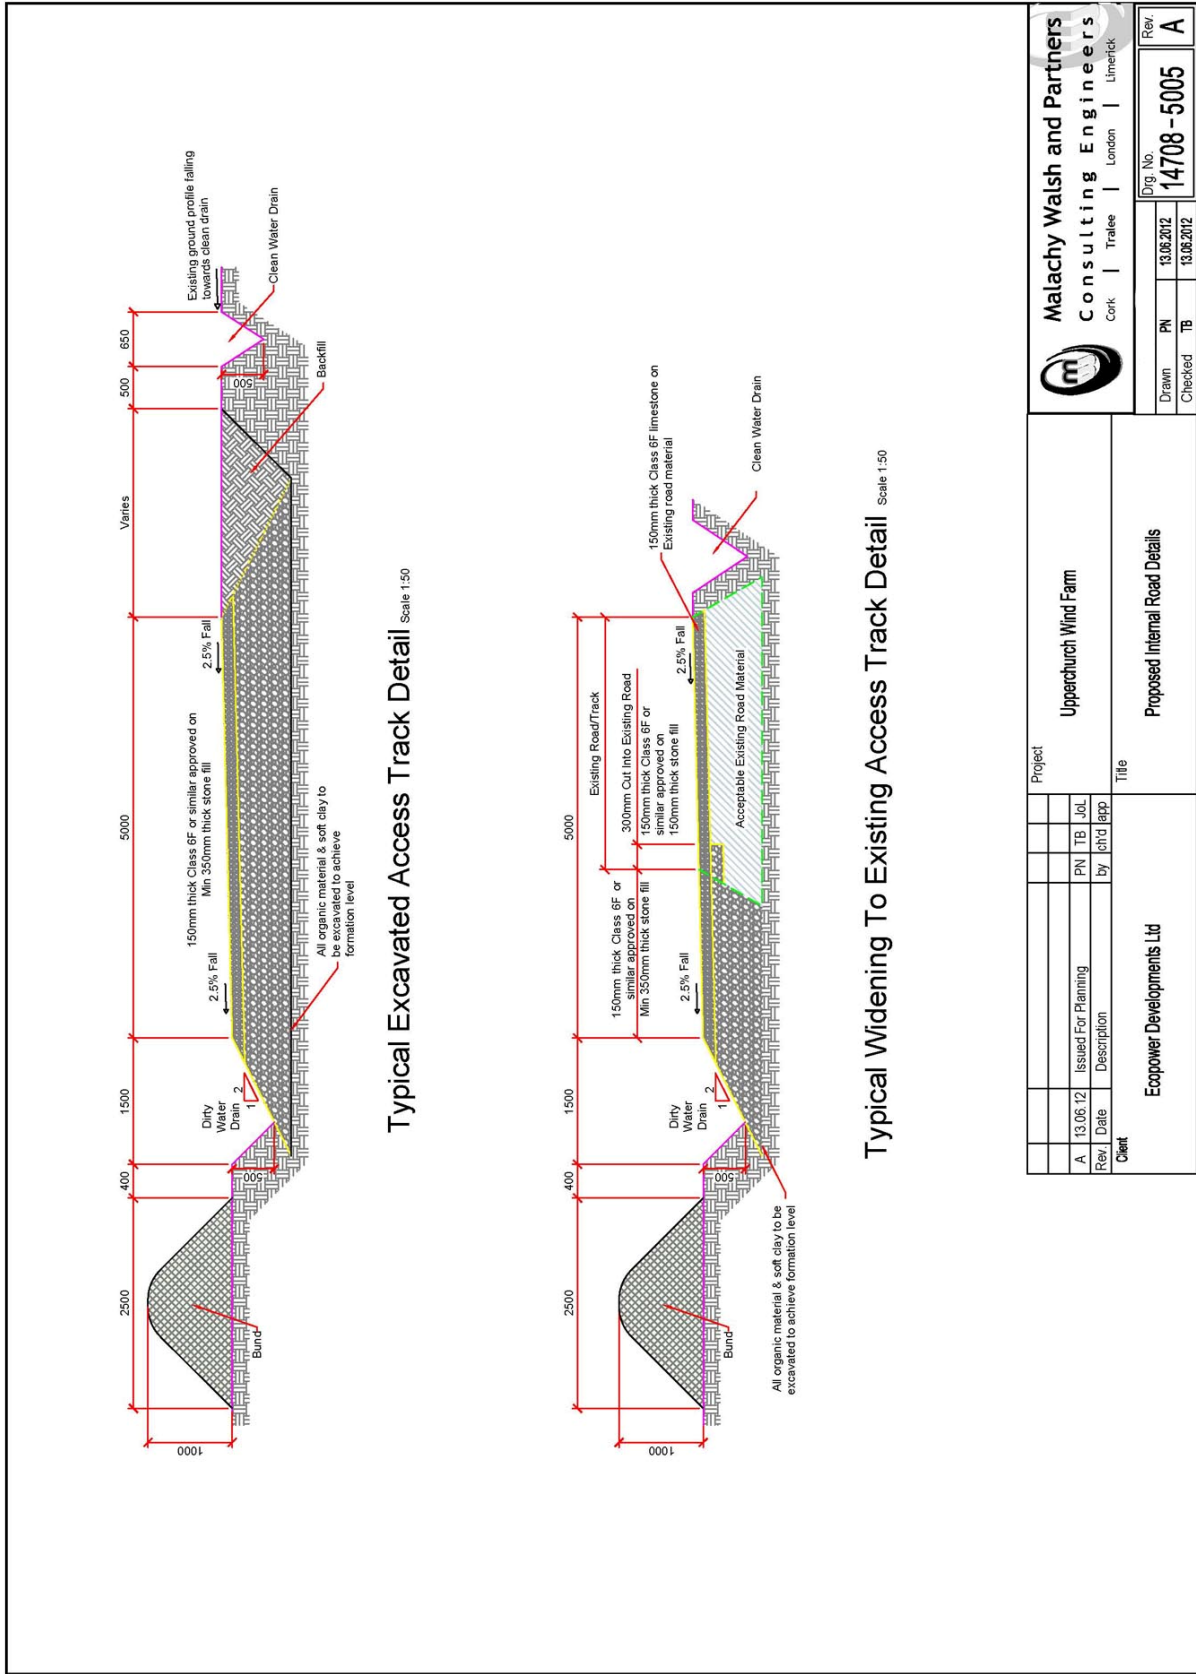 2500
400
1500
5000
Varies
500
650
1000
500
500
Bund
Dirty
Water
Drain
1
2
2.5% Fall
150mm thick Class 6F or similar approved on
Min 350mm thick stone fill
2.5% Fall
Existing ground profile falling
towards clean drain
Clean Water Drain
Backfill
All organic material & soft clay to
be excavated to achieve
formation level
Typical Excavated Access Track Detail Scale 1:50
2500
400
1500
5000
1000
500
Bund
Dirty
Water
Drain
1
2
Existing Road/Track
150mm thick Class 6F or
similar approved on
Min 350mm thick stone fill
2.5% Fall
300mm Cut Into Existing Road
150mm thick Class 6F or
similar approved on
150mm thick stone fill
2.5% Fall
150mm thick Class 6F limestone on
Existing road material
Clean Water Drain
Acceptable Existing Road Material
All organic material & soft clay to be
excavated to achieve formation level
Typical Widening To Existing Access Track Detail Scale 1:50
A 13.06.12 Issued For Planning PN TB JoL
Rev. Date Description by ch'd app
Client
Ecopower Developments Ltd
Project
Upperchurch Wind Farm
Title
Proposed Internal Road Details
m
Malachy Walsh and Partners
Consulting Engineers
Cork | Tralee | London | Limerick
Drawn PN 13.06.2012
Checked TB 13.06.2012
Drg. No.
14708 - 5005
Rev.
A